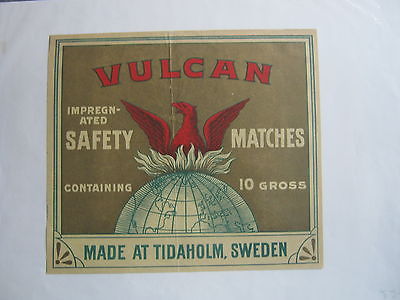 VULCAN
IMPREGN-
ATED
SAFETY MATCHES
CONTAINING 10 GROSS
MADE AT TIDAHOLM, SWEDEN